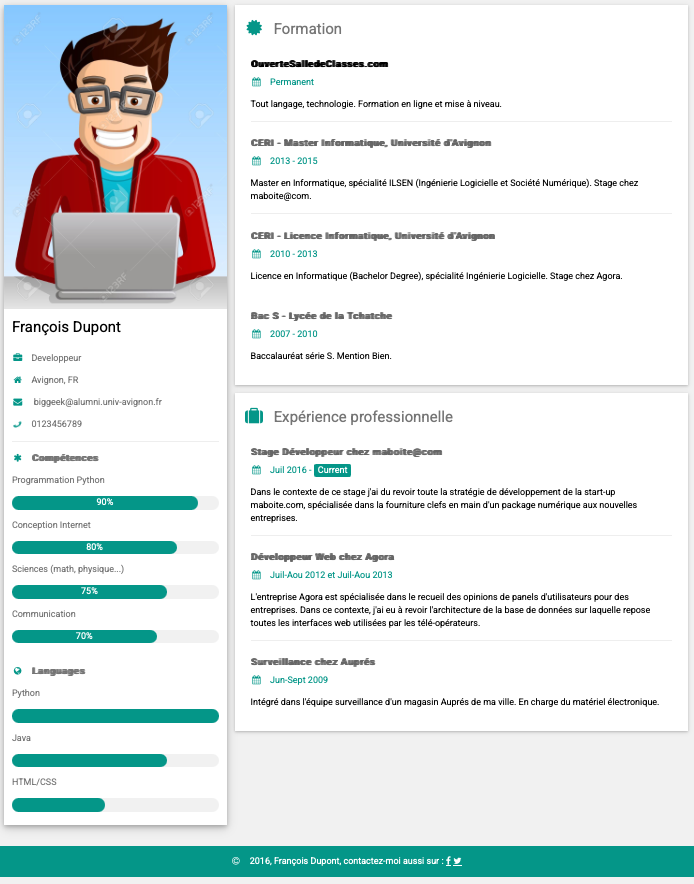 123RF
François Dupont
Developpeur
Avignon, FR
biggeek@alumni.univ-avignon.fr
0123456789
Compétences
Programmation Python
90%
Conception Internet
80%
Sciences (math, physique...)
75%
Communication
70%
Languages
Python
Java
HTML/CSS
Formation
OuverteSalledeClasses.com
Permanent
Tout langage, technologie. Formation en ligne et mise à niveau.
CERI - Master Informatique, Université d'Avignon
2013 - 2015
Master en Informatique, spécialité ILSEN (Ingénierie Logicielle et Société Numérique). Stage chez
maboite@com.
CERI - Licence Informatique, Université d'Avignon
2010 - 2013
Licence en Informatique (Bachelor Degree), spécialité Ingénierie Logicielle. Stage chez Agora.
Bac S - Lycée de la Tchatche
2007 - 2010
Baccalauréat série S. Mention Bien.
Expérience professionnelle
Stage Développeur chez maboite@com
Juil 2016 - Current
Dans le contexte de ce stage j'ai du revoir toute la stratégie de développement de la start-up
maboite.com, spécialisée dans la fourniture clefs en main d'un package numérique aux nouvelles
entreprises.
Développeur Web chez Agora
Juil-Aou 2012 et Juil-Aou 2013
L'entreprise Agora est spécialisée dans le recueil des opinions de panels d'utilisateurs pour des
entreprises. Dans ce contexte, j'ai eu à revoir l'architecture de la base de données sur laquelle repose
toutes les interfaces web utilisées par les télé-opérateurs.
Surveillance chez Auprés
Jun-Sept 2009
Intégré dans l'équipe surveillance d'un magasin Auprés de ma ville. En charge du matériel électronique.
© 2016, François Dupont, contactez-moi aussi sur :